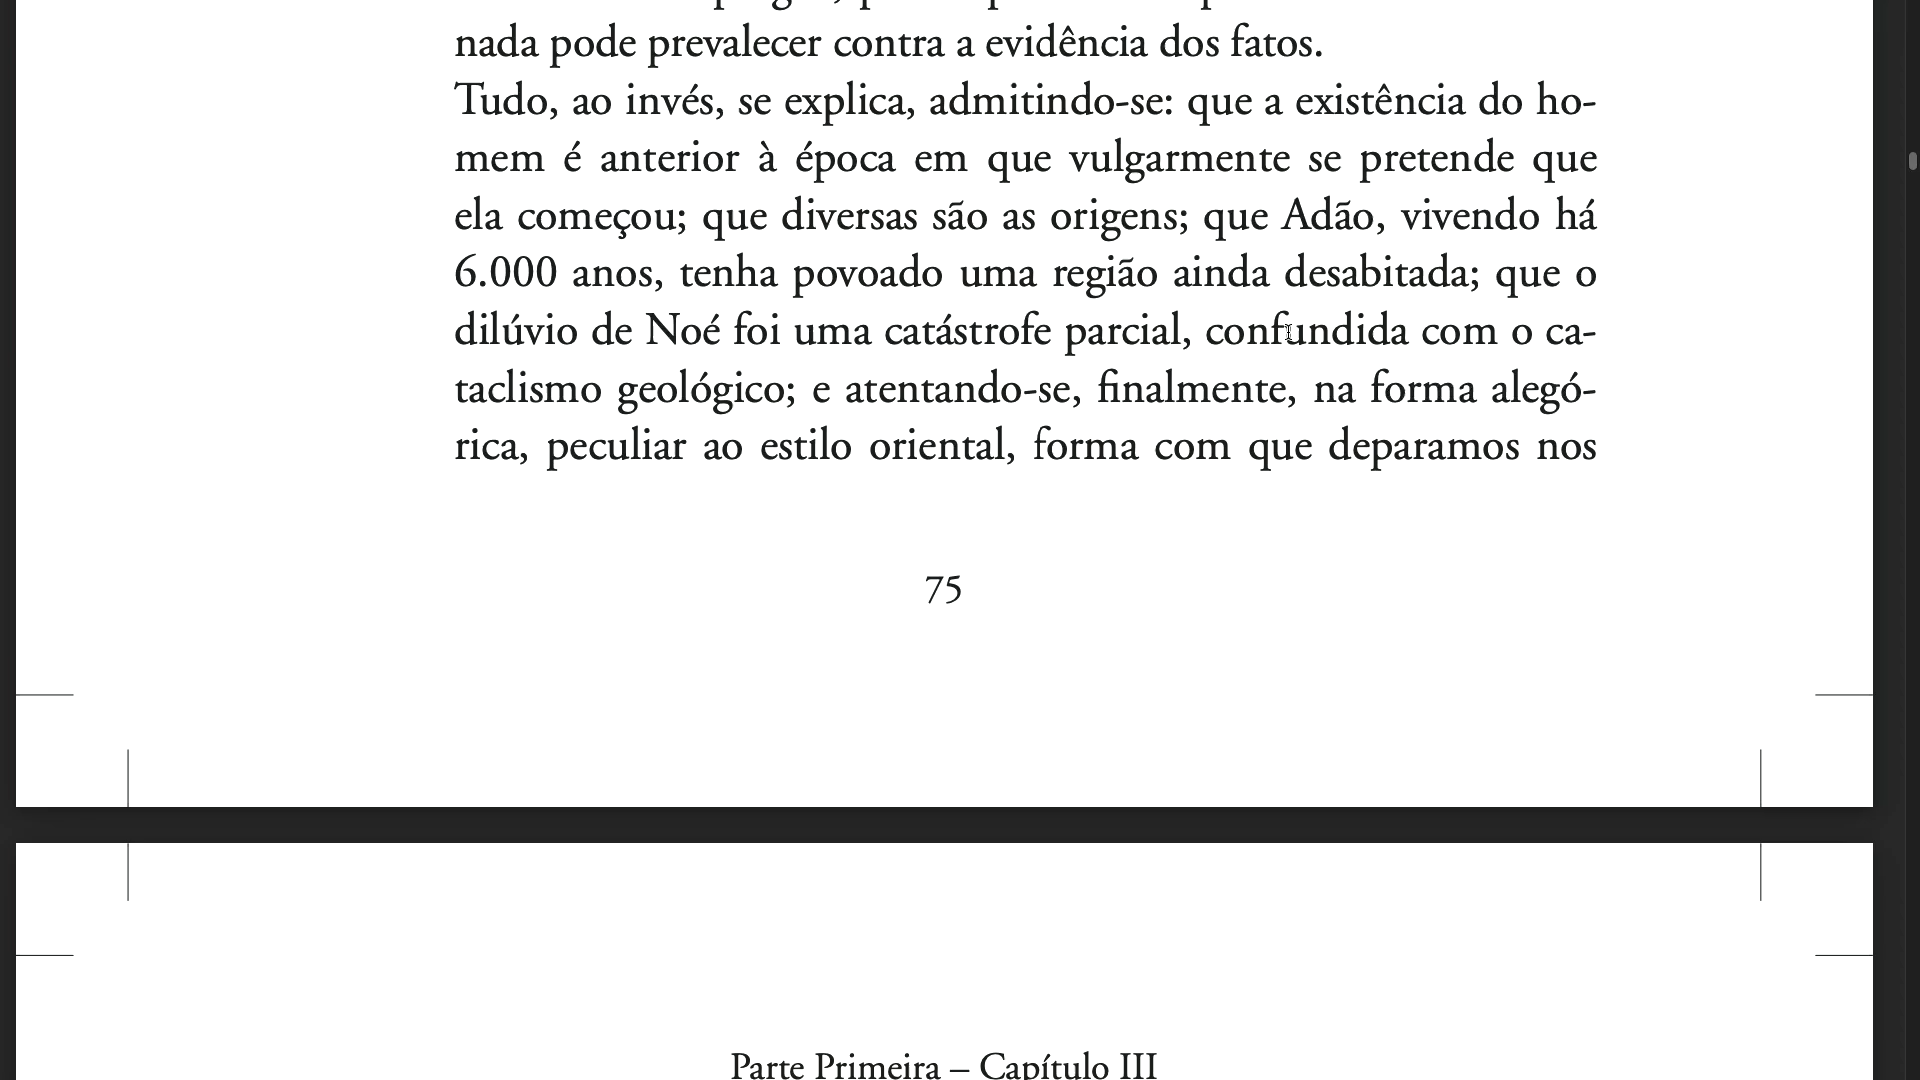 nada pode prevalecer contra a evidência dos fatos.
Tudo, ao invés, se explica, admitindo-se: que a existência do ho-
mem é anterior à época em que vulgarmente se pretende que
ela começou; que diversas são as origens; que Adão, vivendo há
6.000 anos, tenha povoado uma região ainda desabitada; que o
dilúvio de Noé foi uma catástrofe parcial, confundida com o ca-
taclismo geológico; e atentando-se, finalmente, na forma alegó-
rica, peculiar ao estilo oriental, forma com que deparamos nos
75
Parte Primeira – Capítulo III